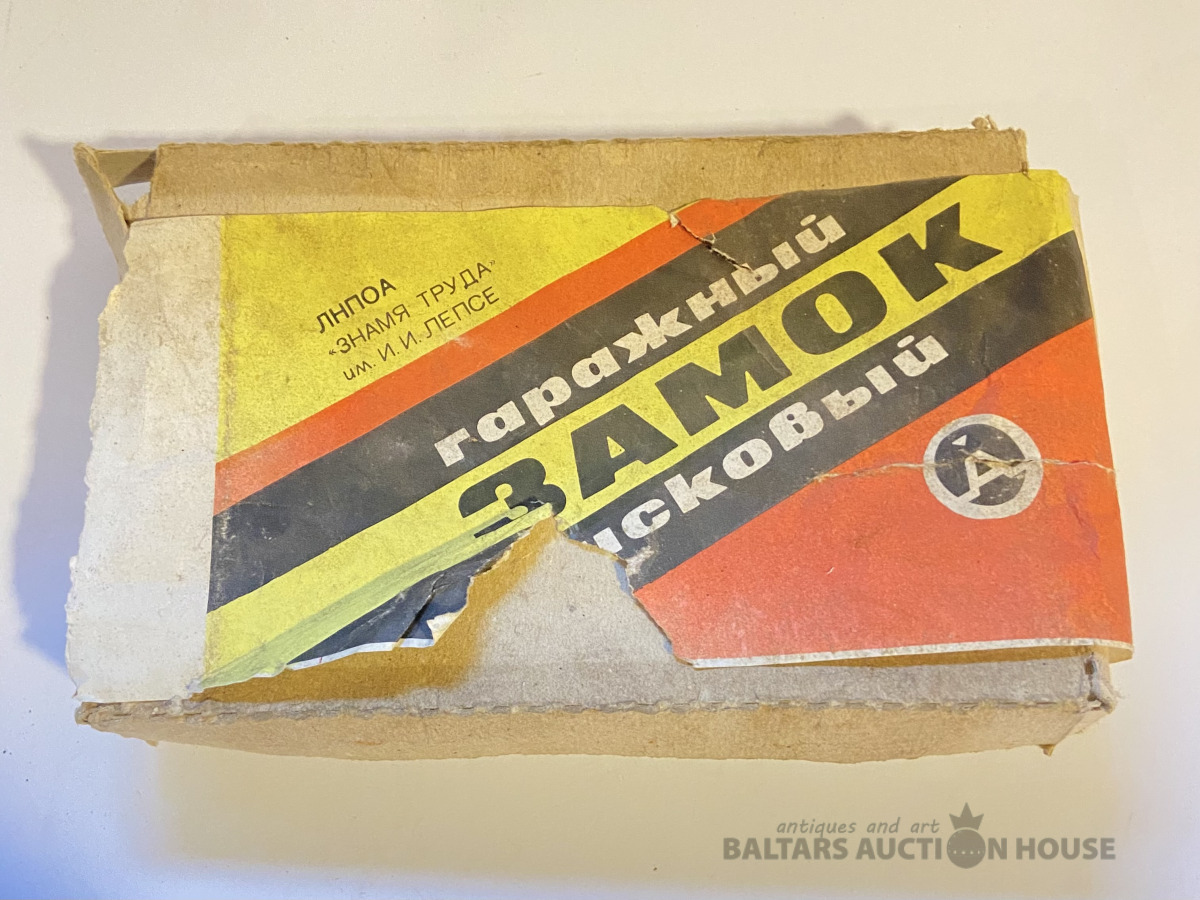 ЛНПОА
"ЗНАМЯ ТРУДА"
им. И. И. ЛЕПСЕ
гаражный
ЗАМОК
исковый
antiques and art
BALTARS AUCTION HOUSE